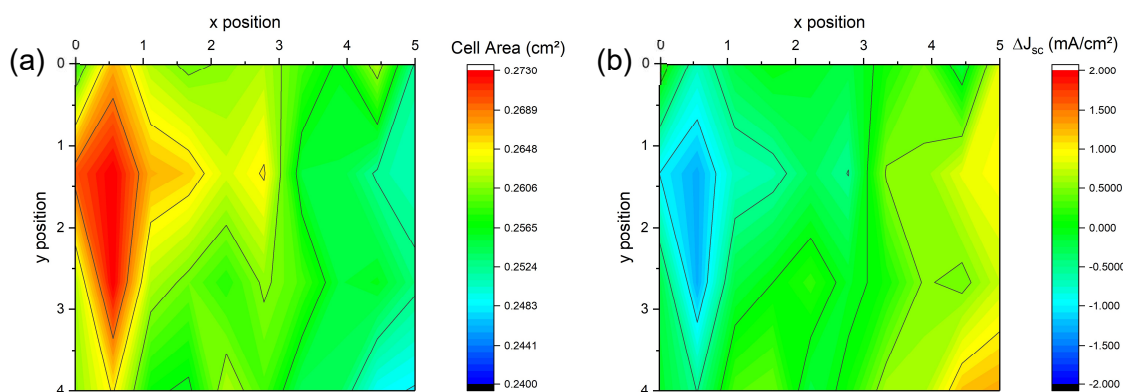 x position
(a)
0 1 2 3 4 5
Cell Area (cm²)
y position
0
1
2
3
4
0.2730
0.2689
0.2648
0.2606
0.2565
0.2524
0.2483
0.2441
0.2400
x position
(b)
0 1 2 3 4 5
ΔJsc (mA/cm²)
y position
0
1
2
3
4
2.000
1.500
1.000
0.5000
0.000
-0.5000
-1.000
-1.500
-2.000